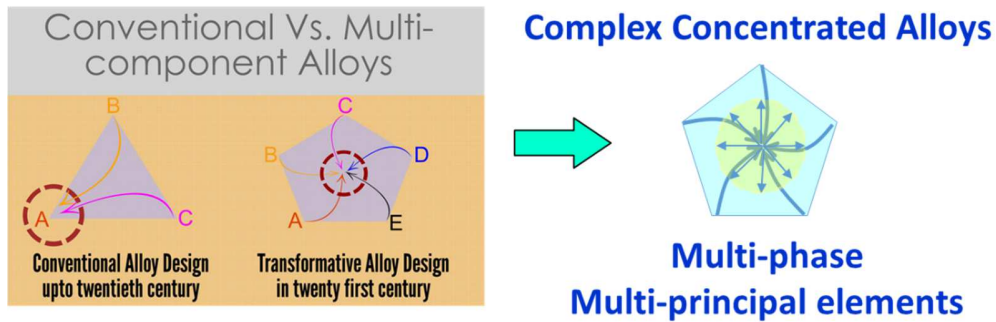 Conventional Vs. Multi-
component Alloys
B
A
C
Conventional Alloy Design
upto twentieth century
C
B
D
A
E
Transformative Alloy Design
in twenty first century
Complex Concentrated Alloys
Multi-phase
Multi-principal elements